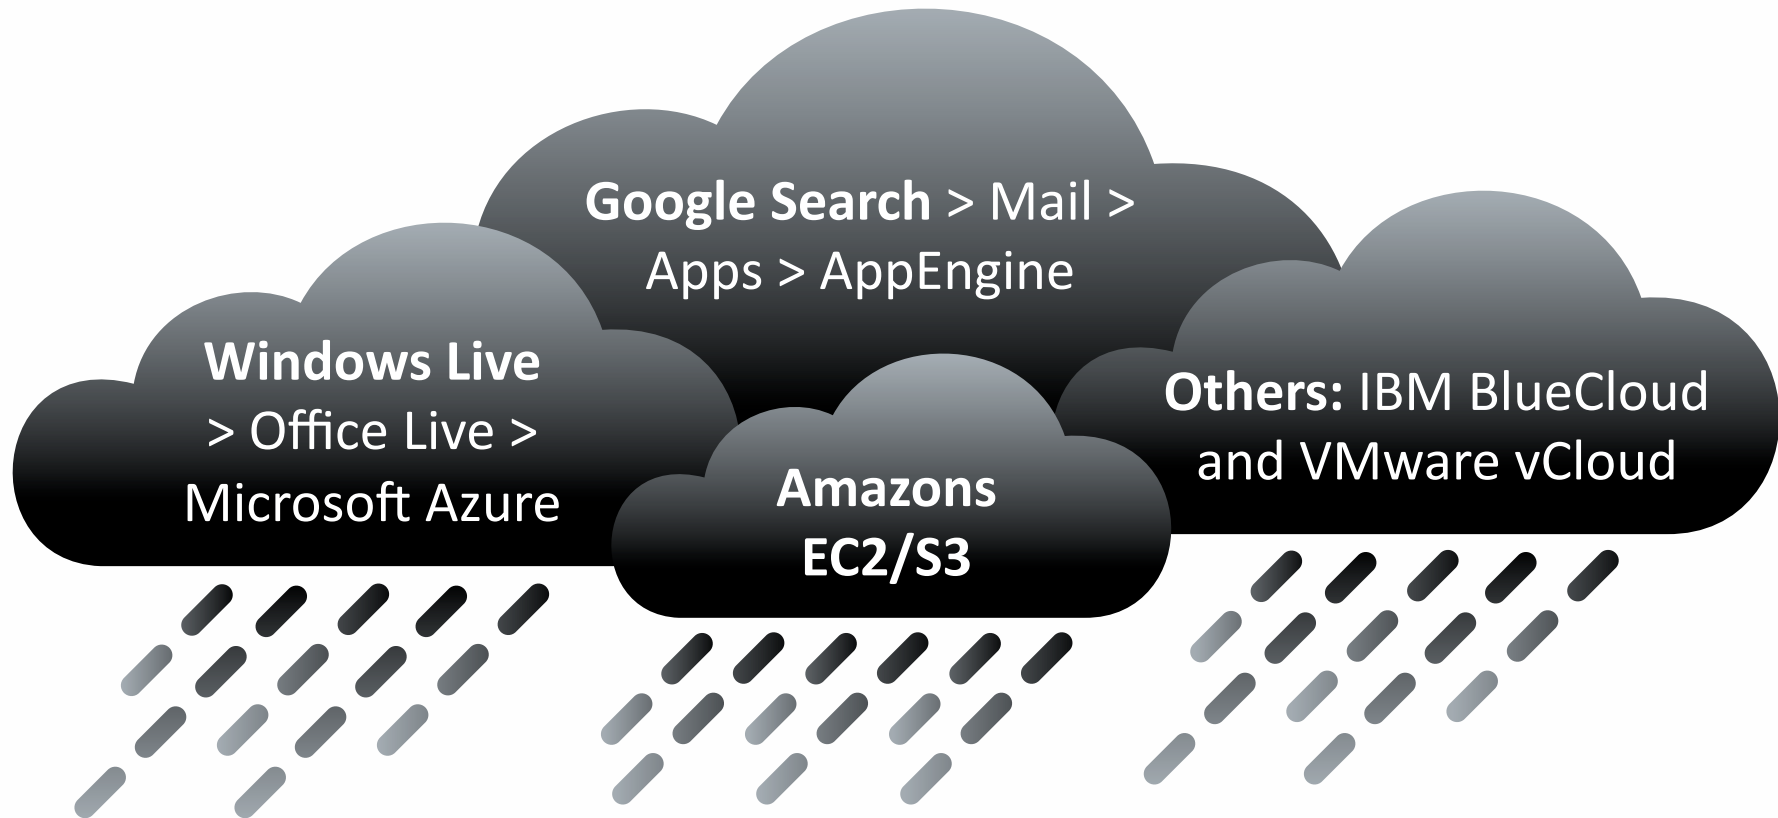 Google Search > Mail >
Apps > AppEngine
Windows Live
> Office Live >
Microsoft Azure
Others: IBM BlueCloud
and VMware vCloud
Amazons
EC2/S3